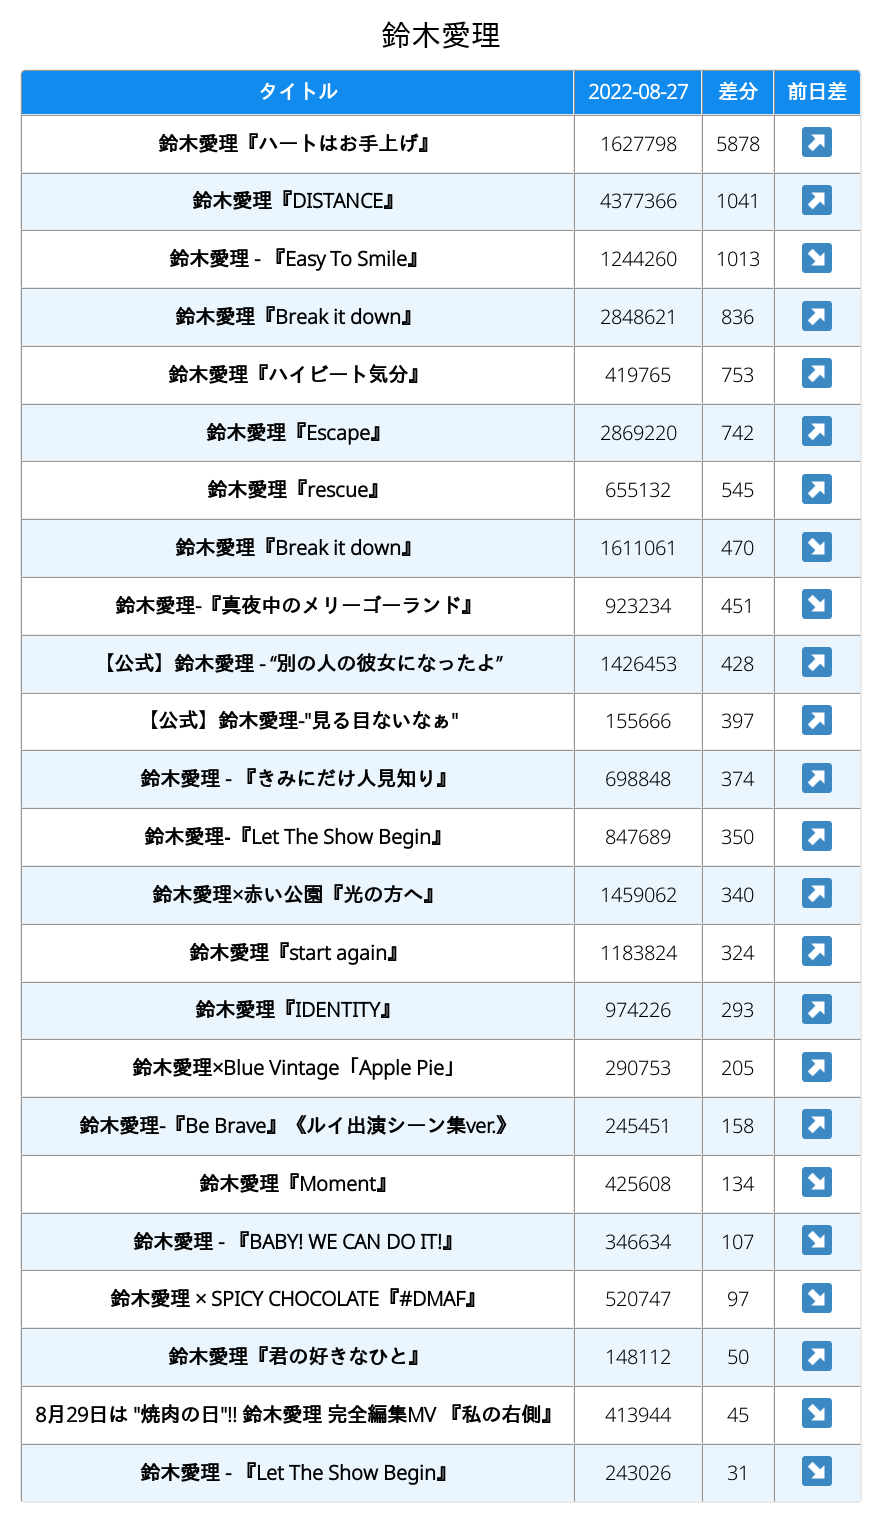 鈴木愛理
タイトル 2022-08-27 差分 前日差
鈴木愛理『ハートはお手上げ』 1627798 5878 ↗
鈴木愛理『DISTANCE』 4377366 1041 ↗
鈴木愛理 - 『Easy To Smile』 1244260 1013 ↘
鈴木愛理『Break it down』 2848621 836 ↗
鈴木愛理『ハイビート気分』 419765 753 ↗
鈴木愛理『Escape』 2869220 742 ↗
鈴木愛理『rescue』 655132 545 ↗
鈴木愛理『Break it down』 1611061 470 ↘
鈴木愛理-『真夜中のメリーゴーランド』 923234 451 ↘
【公式】鈴木愛理 - “別の人の彼女になったよ” 1426453 428 ↗
【公式】鈴木愛理-"見る目ないなぁ" 155666 397 ↗
鈴木愛理 - 『きみにだけ人見知り』 698848 374 ↗
鈴木愛理-『Let The Show Begin』 847689 350 ↗
鈴木愛理×赤い公園『光の方へ』 1459062 340 ↗
鈴木愛理『start again』 1183824 324 ↗
鈴木愛理『IDENTITY』 974226 293 ↗
鈴木愛理×Blue Vintage「Apple Pie」 290753 205 ↗
鈴木愛理-『Be Brave』《ルイ出演シーン集ver.》 245451 158 ↗
鈴木愛理『Moment』 425608 134 ↘
鈴木愛理 - 『BABY! WE CAN DO IT!』 346634 107 ↘
鈴木愛理 × SPICY CHOCOLATE『#DMAF』 520747 97 ↘
鈴木愛理『君の好きなひと』 148112 50 ↗
8月29日は "焼肉の日"!! 鈴木愛理 完全編集MV 『私の右側』 413944 45 ↘
鈴木愛理 - 『Let The Show Begin』 243026 31 ↘